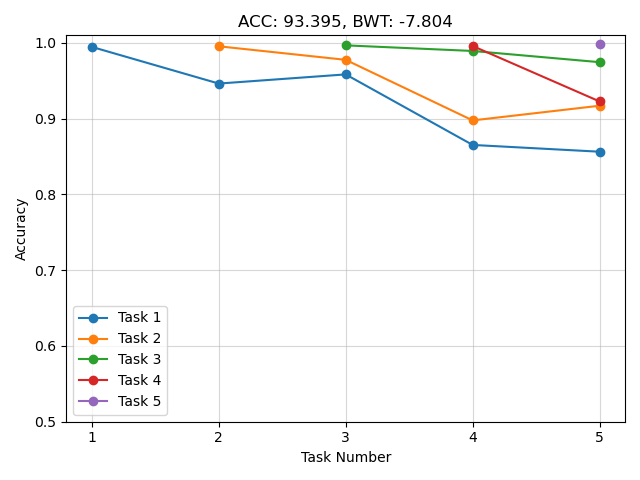 ACC: 93.395, BWT: -7.804
1.0
0.9
0.8
0.7
0.6
0.5
Accuracy
Task 1
Task 2
Task 3
Task 4
Task 5
1 2 3 4 5
Task Number